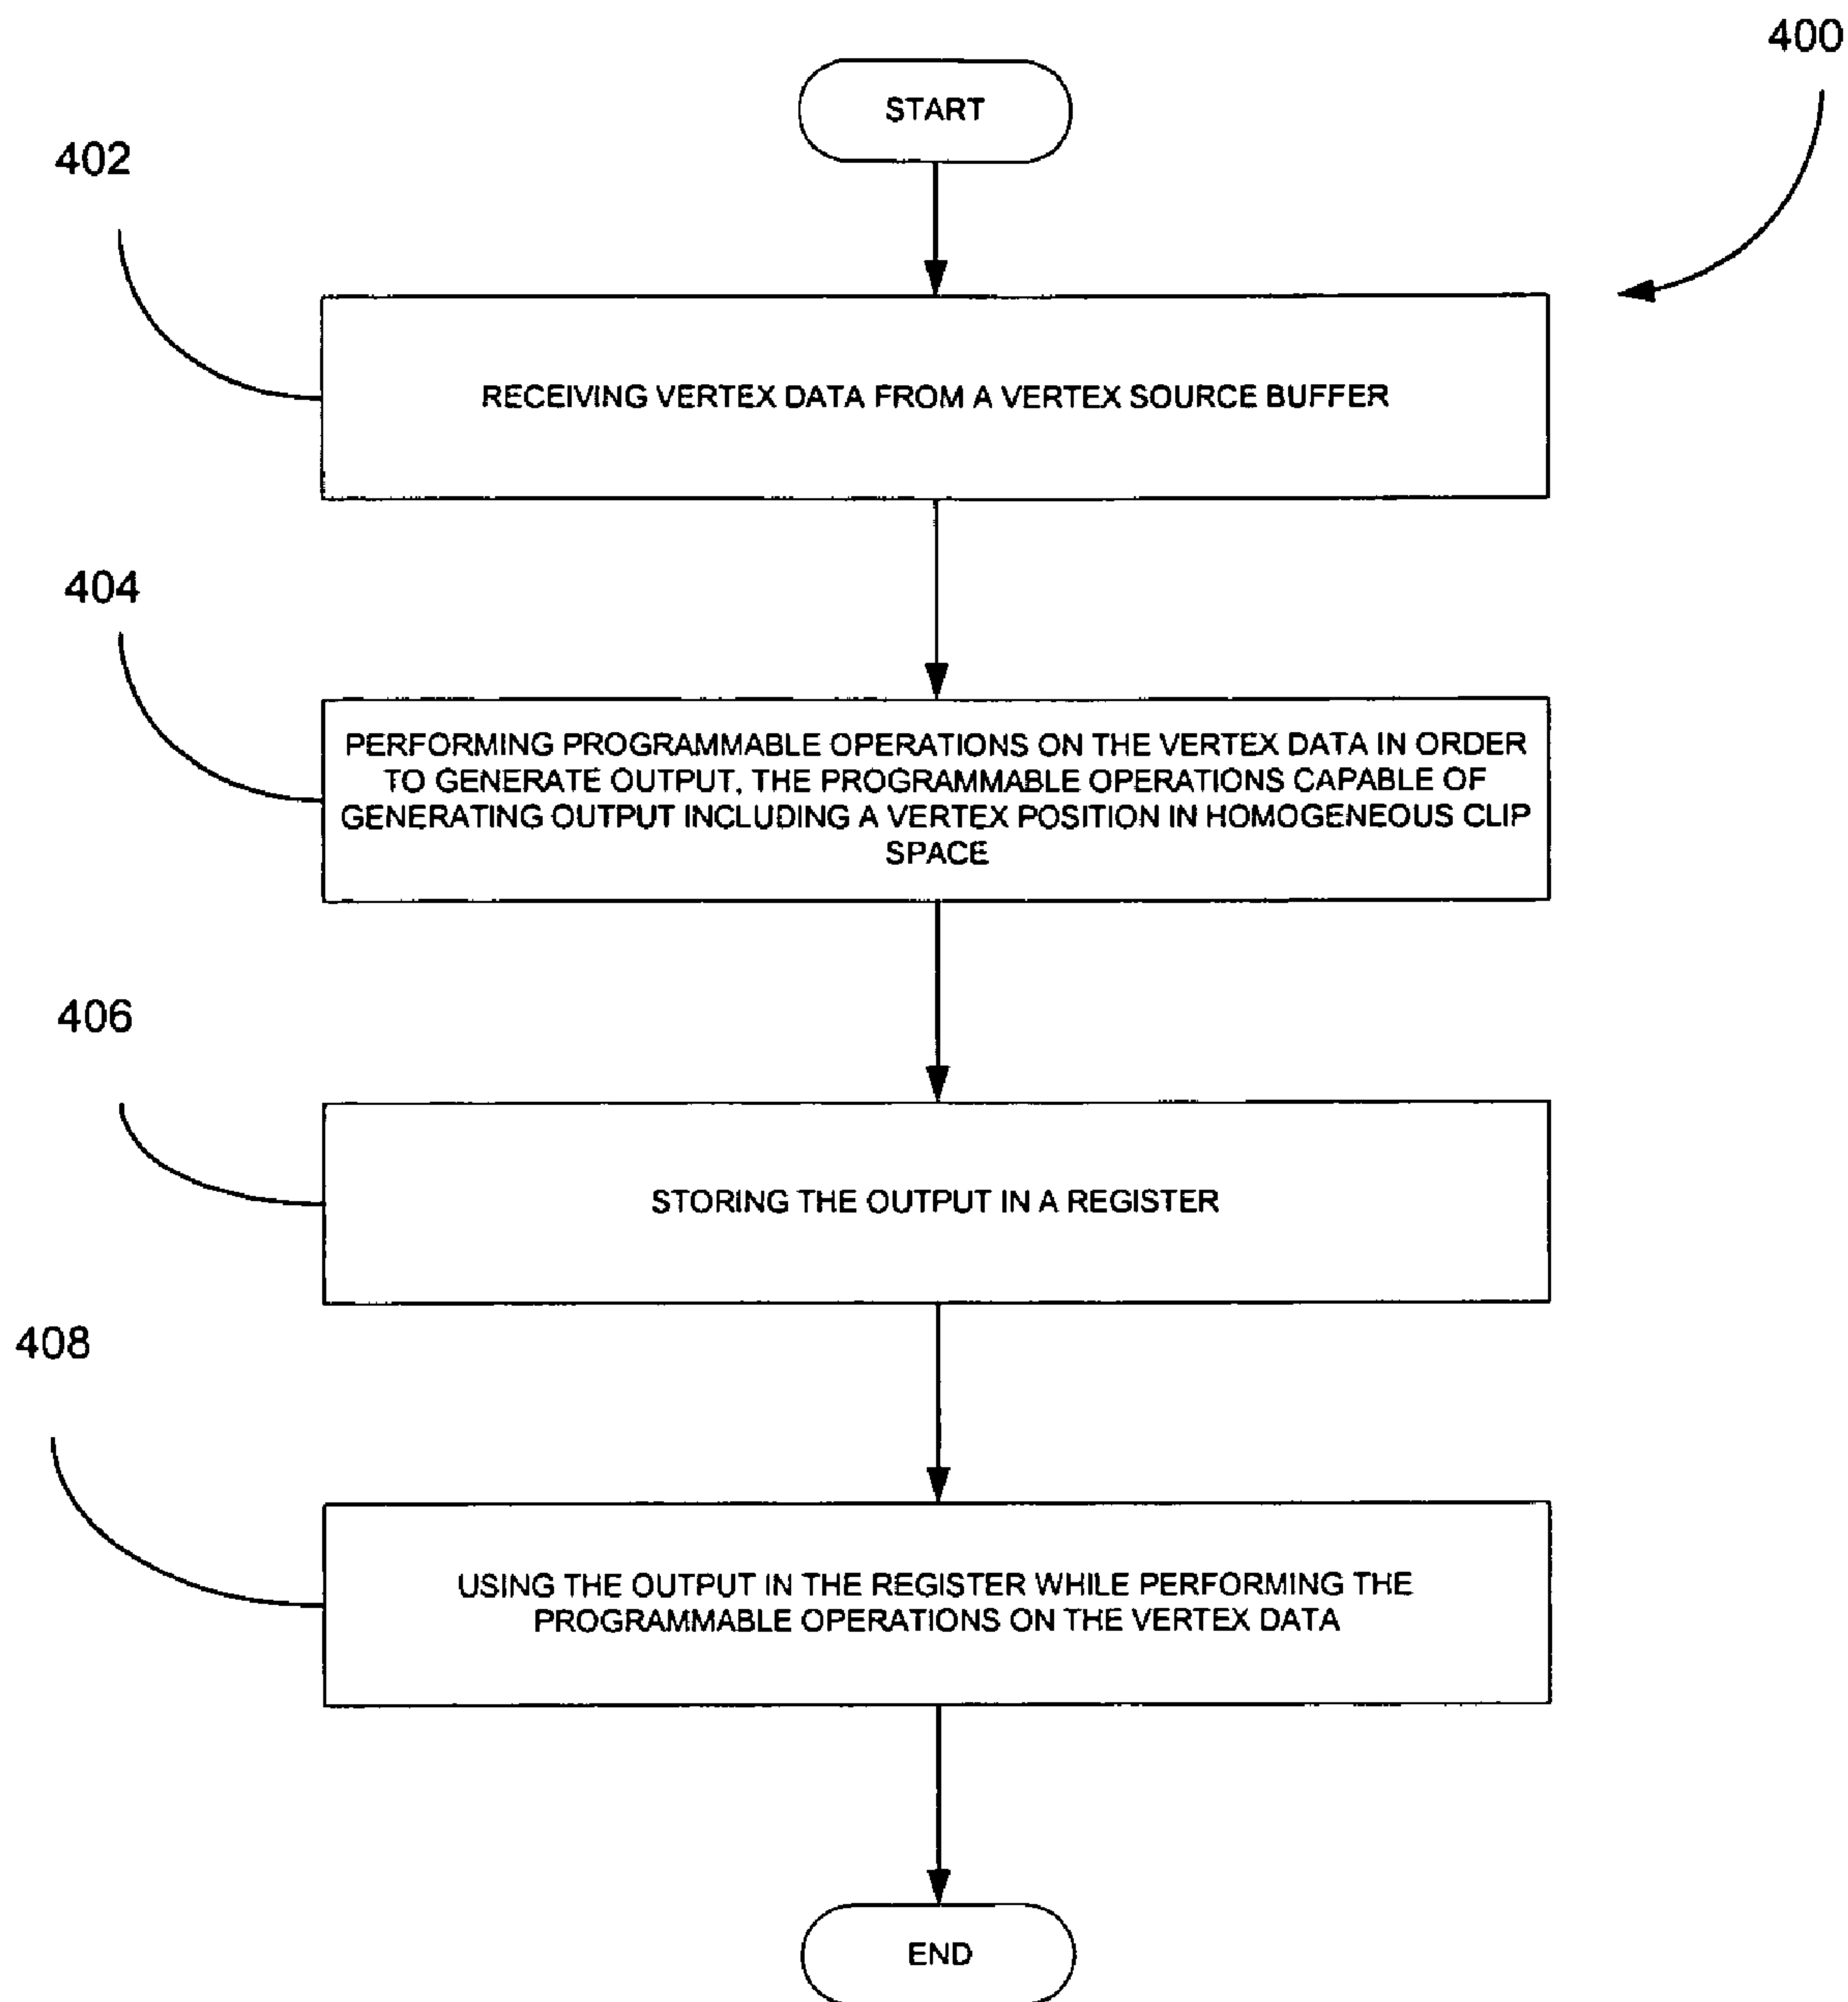 400
START
402
RECEIVING VERTEX DATA FROM A VERTEX SOURCE BUFFER
404
PERFORMING PROGRAMMABLE OPERATIONS ON THE VERTEX DATA IN ORDER
TO GENERATE OUTPUT, THE PROGRAMMABLE OPERATIONS CAPABLE OF
GENERATING OUTPUT INCLUDING A VERTEX POSITION IN HOMOGENEOUS CLIP
SPACE
406
STORING THE OUTPUT IN A REGISTER
408
USING THE OUTPUT IN THE REGISTER WHILE PERFORMING THE
PROGRAMMABLE OPERATIONS ON THE VERTEX DATA
END